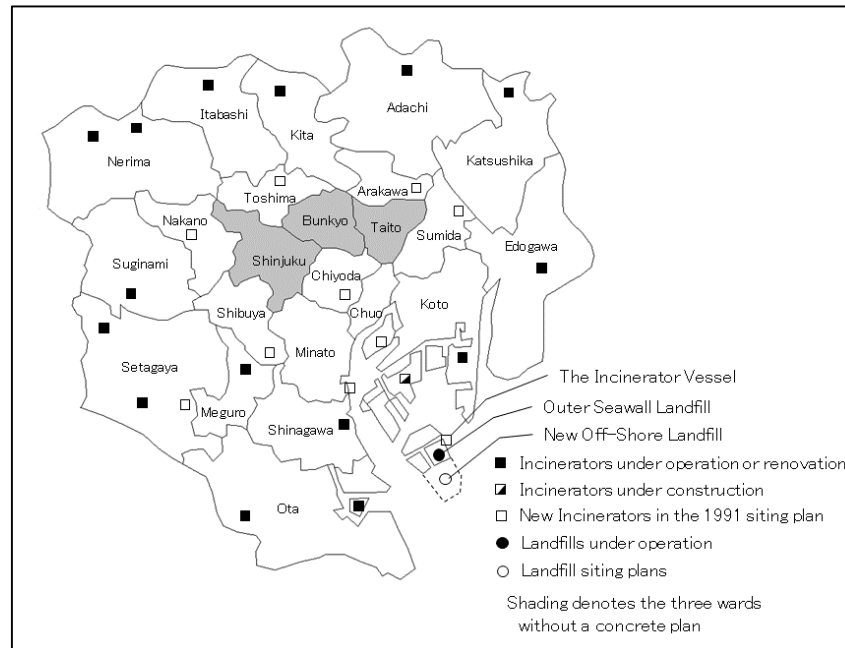 Adachi
Itabashi
Kita
Katsushika
Nerima
Arakawa
Toshima
Nakano
Bunkyo
Taito
Sumida
Edogawa
Suginami
Shinjuku
Chiyoda
Koto
Shibuya
Chuo
Minato
Setagaya
Meguro
Shinagawa
Ota
The Incinerator Vessel
Outer Seawall Landfill
New Off-Shore Landfill
Incinerators under operation or renovation
Incinerators under construction
New Incinerators in the 1991 siting plan
Landfills under operation
Landfill siting plans
Shading denotes the three wards
without a concrete plan